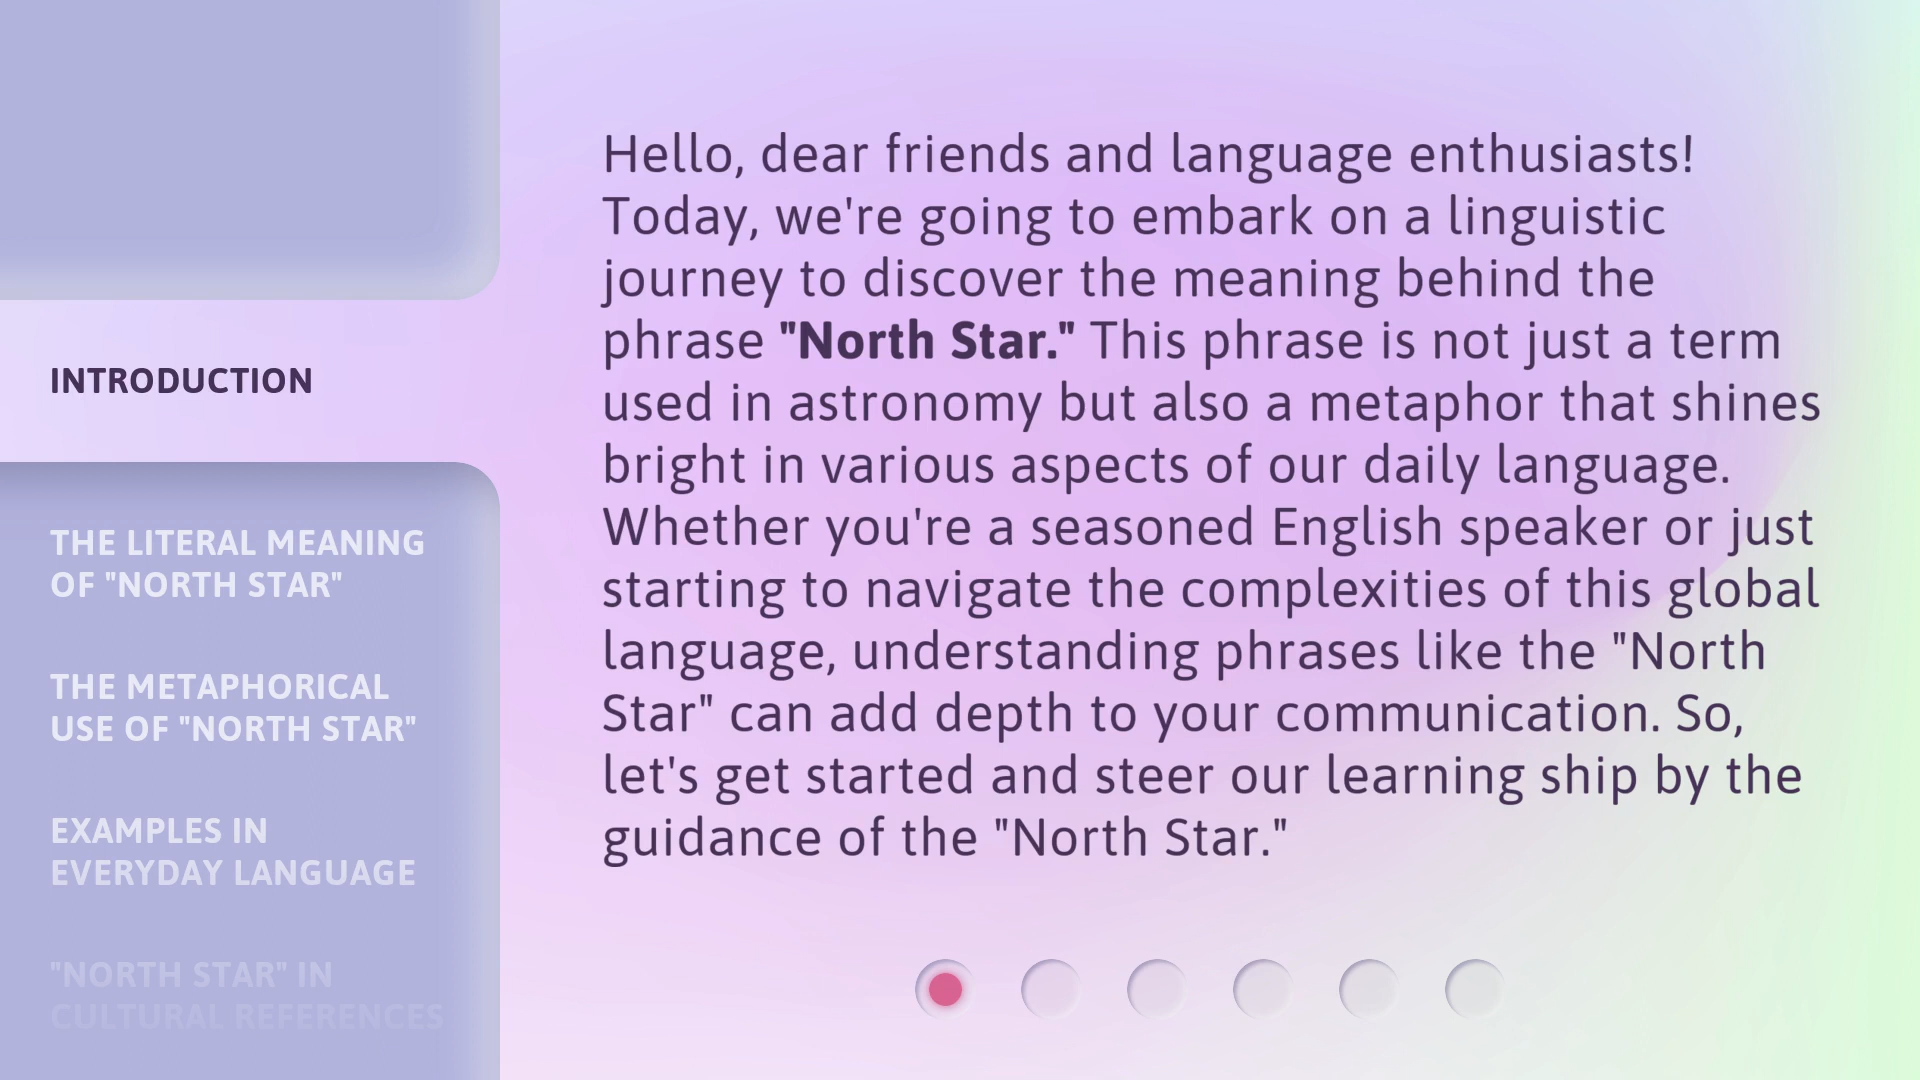 INTRODUCTION
THE LITERAL MEANING
OF "NORTH STAR"
THE METAPHORICAL
USE OF "NORTH STAR"
EXAMPLES IN
EVERYDAY LANGUAGE
"NORTH STAR" IN
CULTURAL REFERENCES
Hello, dear friends and language enthusiasts!
Today, we're going to embark on a linguistic
journey to discover the meaning behind the
phrase "North Star." This phrase is not just a term
used in astronomy but also a metaphor that shines
bright in various aspects of our daily language.
Whether you're a seasoned English speaker or just
starting to navigate the complexities of this global
language, understanding phrases like the "North
Star" can add depth to your communication. So,
let's get started and steer our learning ship by the
guidance of the "North Star."